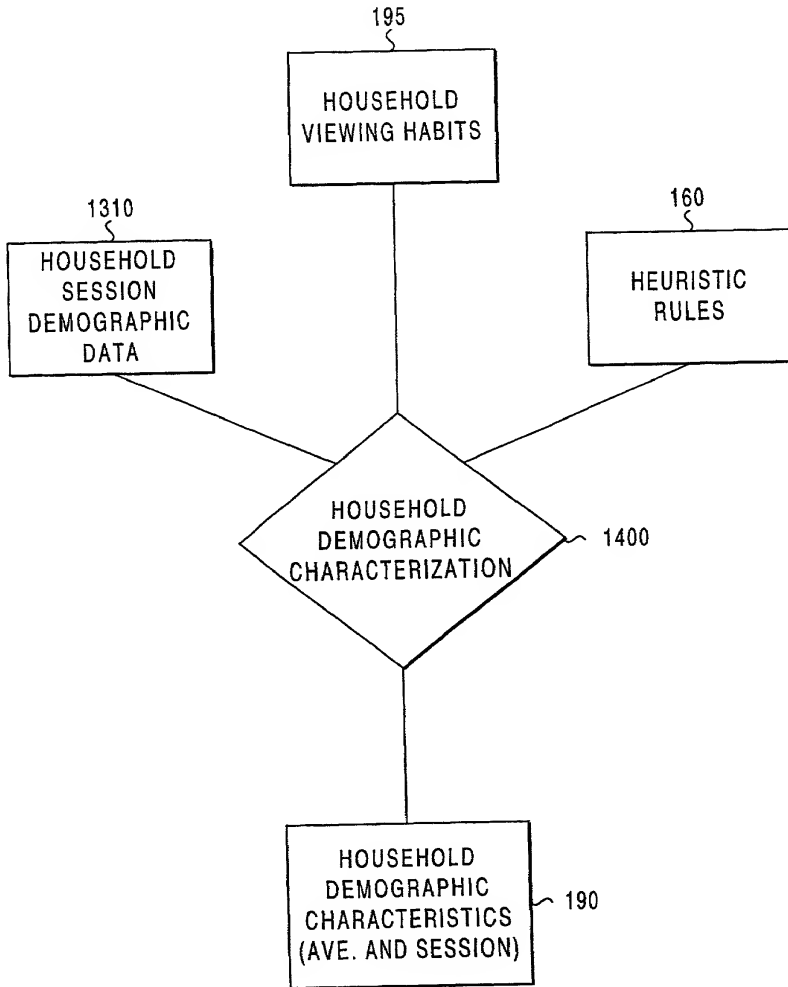 195
HOUSEHOLD
VIEWING HABITS
1310
HOUSEHOLD
SESSION
DEMOGRAPHIC
DATA
160
HEURISTIC
RULES
HOUSEHOLD
DEMOGRAPHIC
CHARACTERIZATION
1400
HOUSEHOLD
DEMOGRAPHIC
CHARACTERISTICS
(AVE. AND SESSION)
190